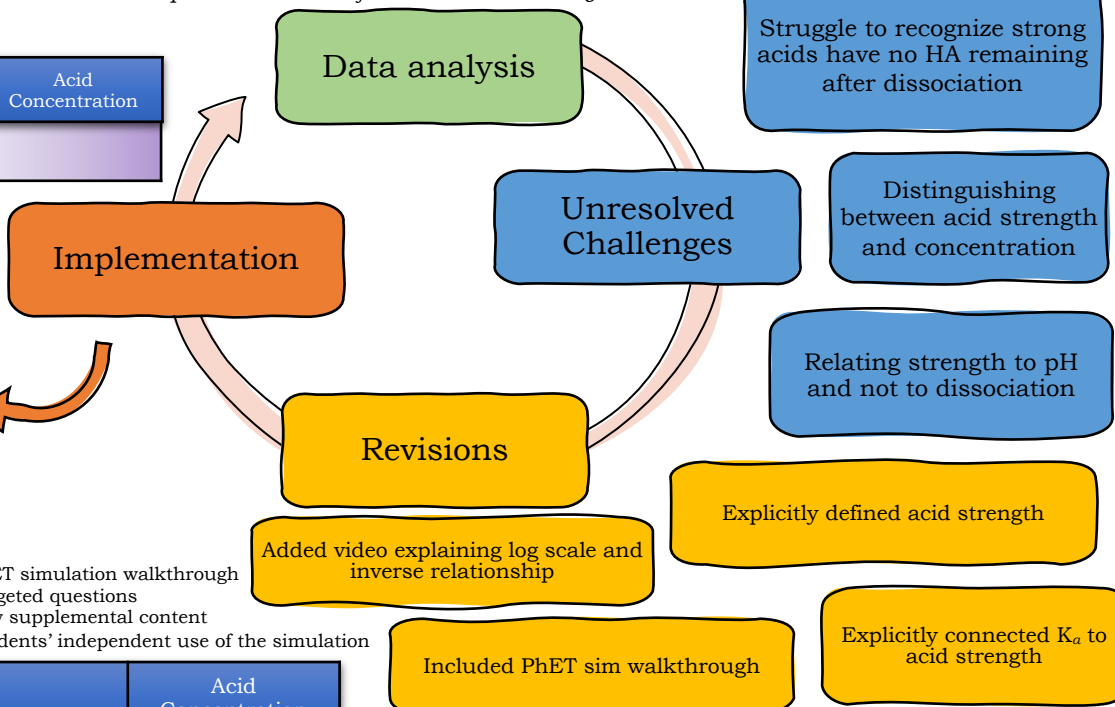 Data analysis
Struggle to recognize strong
acids have no HA remaining
after dissociation
Acid
Concentration
Unresolved
Challenges
Distinguishing
between acid strength
and concentration
Implementation
Relating strength to pH
and not to dissociation
Revisions
Explicitly defined acid strength
Added video explaining log scale and
inverse relationship
simulation walkthrough
questions
supplemental content
independent use of the simulation
Included PhET sim walkthrough
Explicitly connected Ka to
acid strength
Acid
Concentration